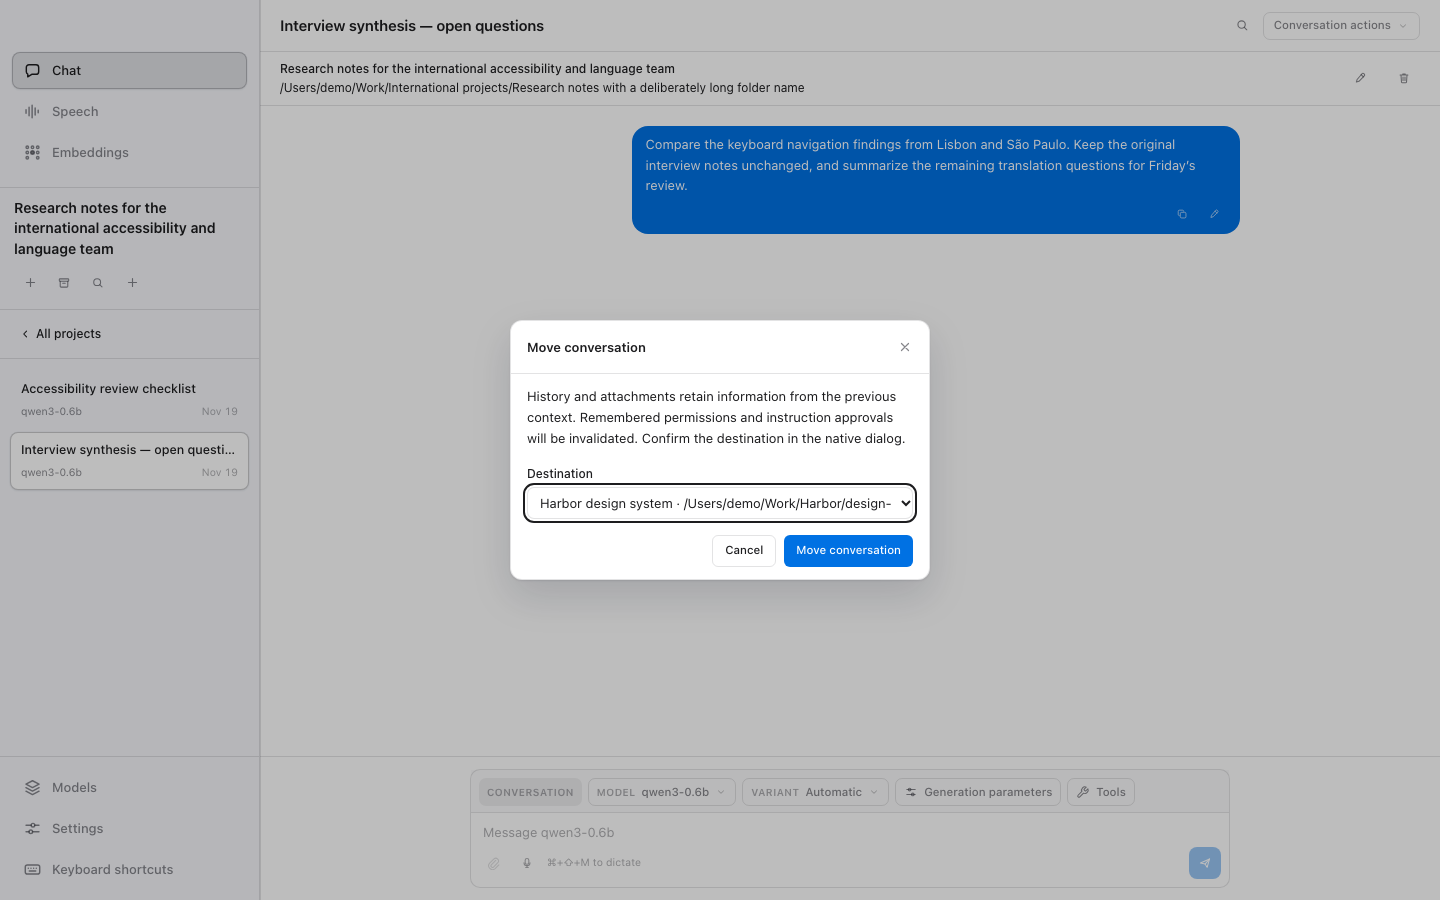 Interview synthesis — open questions
Conversation actions
Chat
Speech
Embeddings
Research notes for the international accessibility and language team
/Users/demo/Work/International projects/Research notes with a deliberately long folder name
Research notes for the
international accessibility and
language team
All projects
Accessibility review checklist
qwen3-0.6b
Nov 19
Interview synthesis — open questi...
qwen3-0.6b
Nov 19
Compare the keyboard navigation findings from Lisbon and São Paulo. Keep the original
interview notes unchanged, and summarize the remaining translation questions for Friday's
review.
Move conversation
History and attachments retain information from the previous
context. Remembered permissions and instruction approvals
will be invalidated. Confirm the destination in the native dialog.
Destination
Harbor design system · /Users/demo/Work/Harbor/design-
Cancel
Move conversation
Models
Settings
Keyboard shortcuts
CONVERSATION
MODEL qwen3-0.6b
VARIANT Automatic
Generation parameters
Tools
Message qwen3-0.6b
⌘+⇧+M to dictate